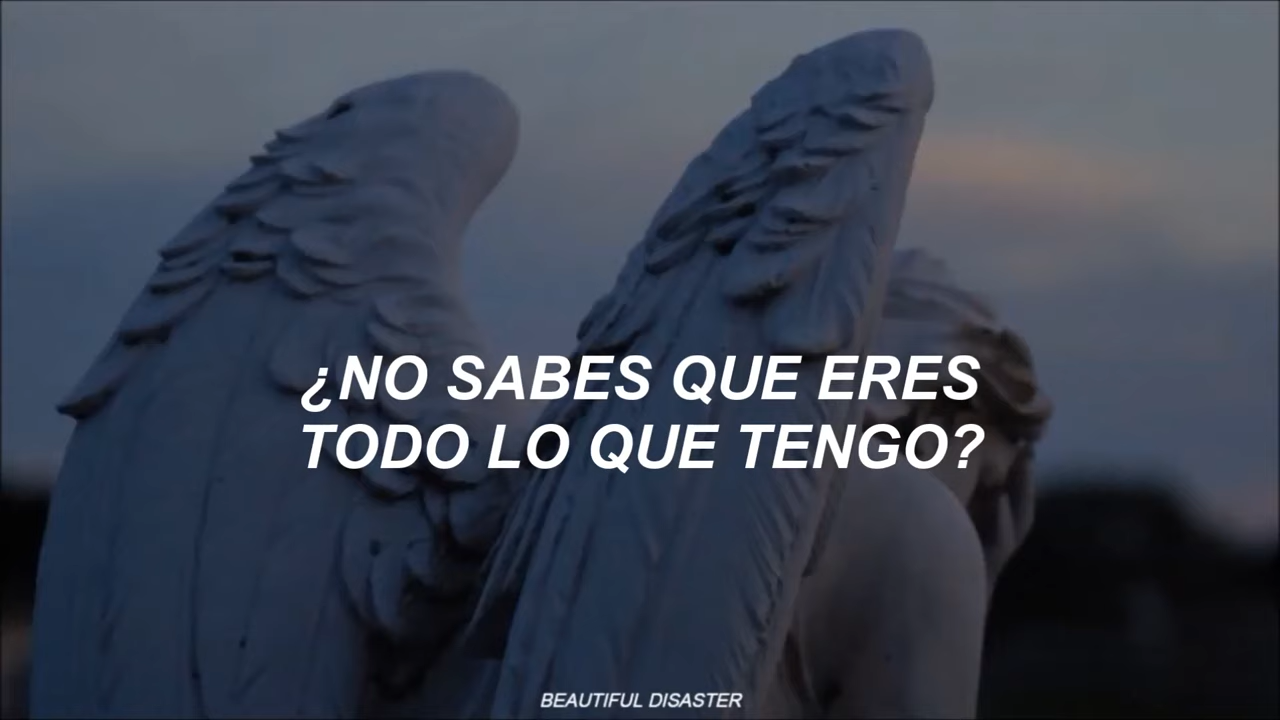 ¿NO SABES QUE ERES
TODO LO QUE TENGO?
BEAUTIFUL DISASTER